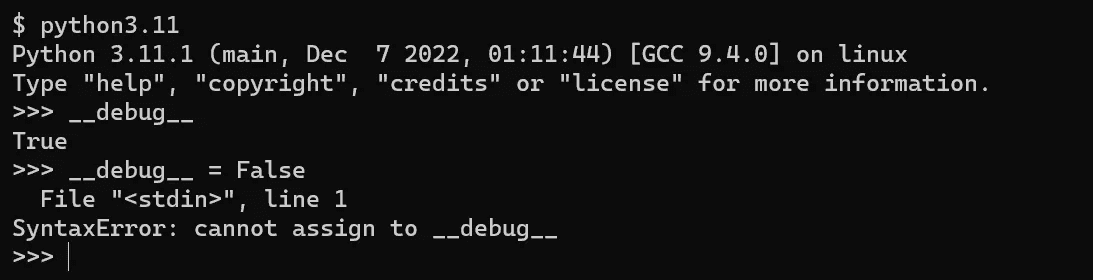 $ python3.11
Python 3.11.1 (main, Dec  7 2022, 01:11:44) [GCC 9.4.0] on linux
Type "help", "copyright", "credits" or "license" for more information.
>>> __debug__
True
>>> __debug__ = False
  File "<stdin>", line 1
SyntaxError: cannot assign to __debug__
>>>